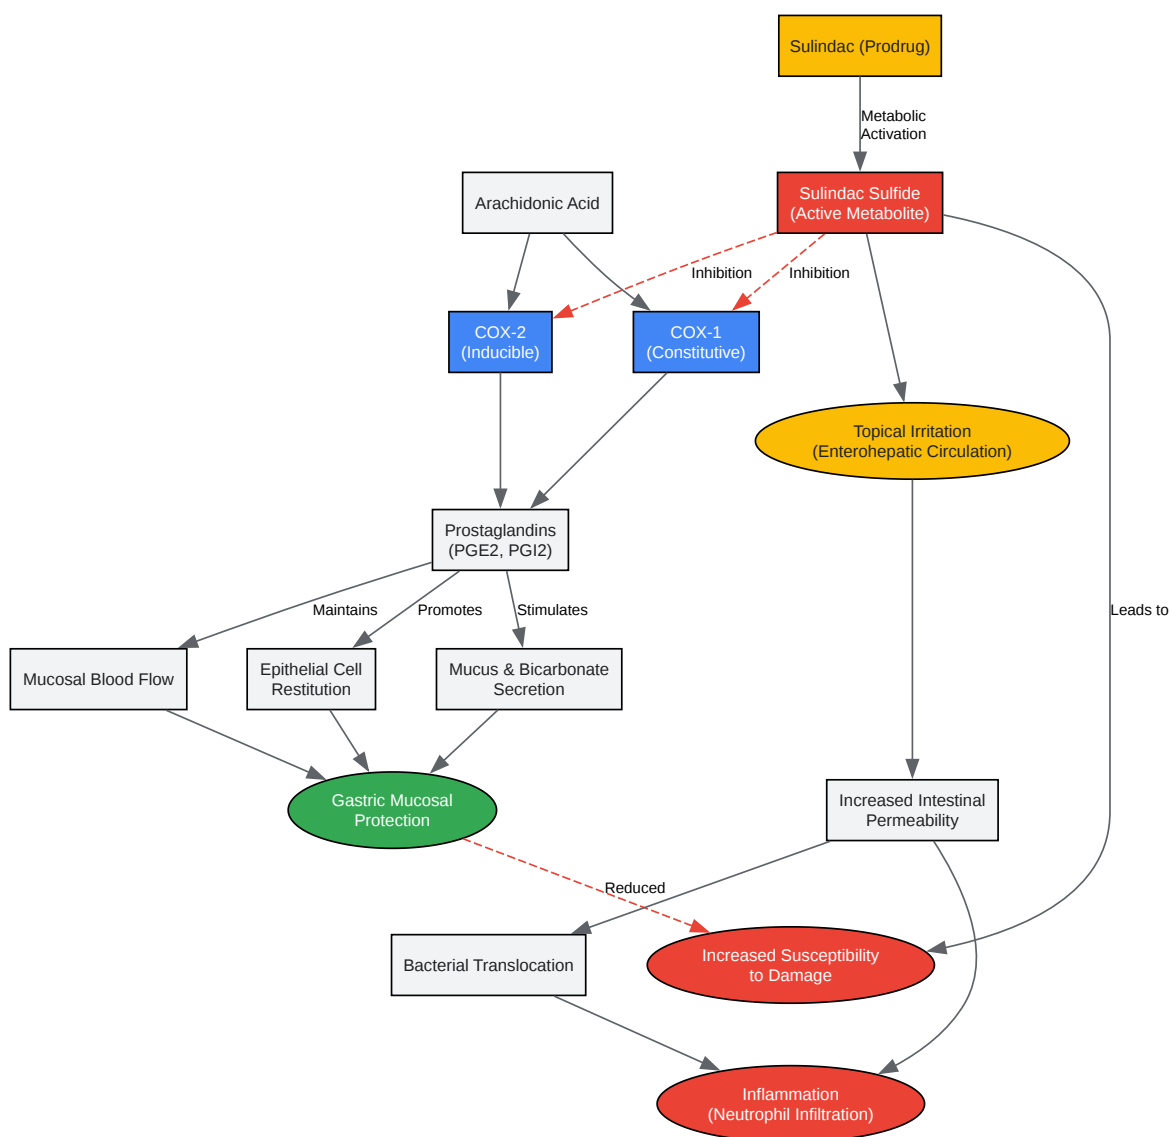 Sulindac (Prodrug)
Metabolic
Activation
Arachidonic Acid
Sulindac Sulfide
(Active Metabolite)
Inhibition
Inhibition
COX-2
(Inducible)
COX-1
(Constitutive)
Topical Irritation
(Enterohepatic Circulation)
Prostaglandins
(PGE2, PGI2)
Maintains
Promotes
Stimulates
Leads to
Mucosal Blood Flow
Epithelial Cell
Restitution
Mucus & Bicarbonate
Secretion
Gastric Mucosal
Protection
Increased Intestinal
Permeability
Reduced
Bacterial Translocation
Increased Susceptibility
to Damage
Inflammation
(Neutrophil Infiltration)